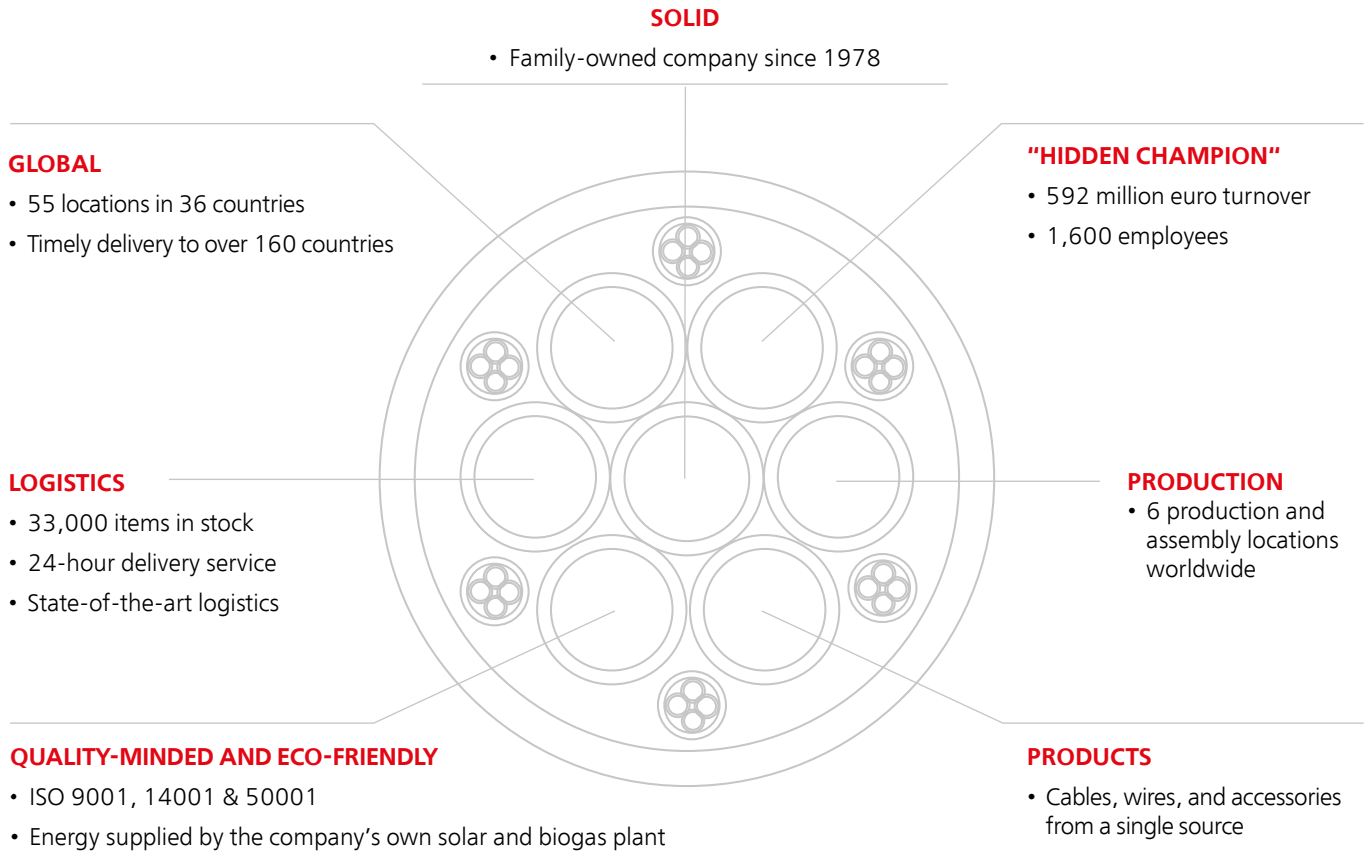 SOLID
• Family-owned company since 1978
GLOBAL
• 55 locations in 36 countries
• Timely delivery to over 160 countries
"HIDDEN CHAMPION"
• 592 million euro turnover
• 1,600 employees
LOGISTICS
• 33,000 items in stock
• 24-hour delivery service
• State-of-the-art logistics
PRODUCTION
• 6 production and
assembly locations
worldwide
QUALITY-MINDED AND ECO-FRIENDLY
• ISO 9001, 14001 & 50001
• Energy supplied by the company’s own solar and biogas plant
PRODUCTS
• Cables, wires, and accessories
from a single source